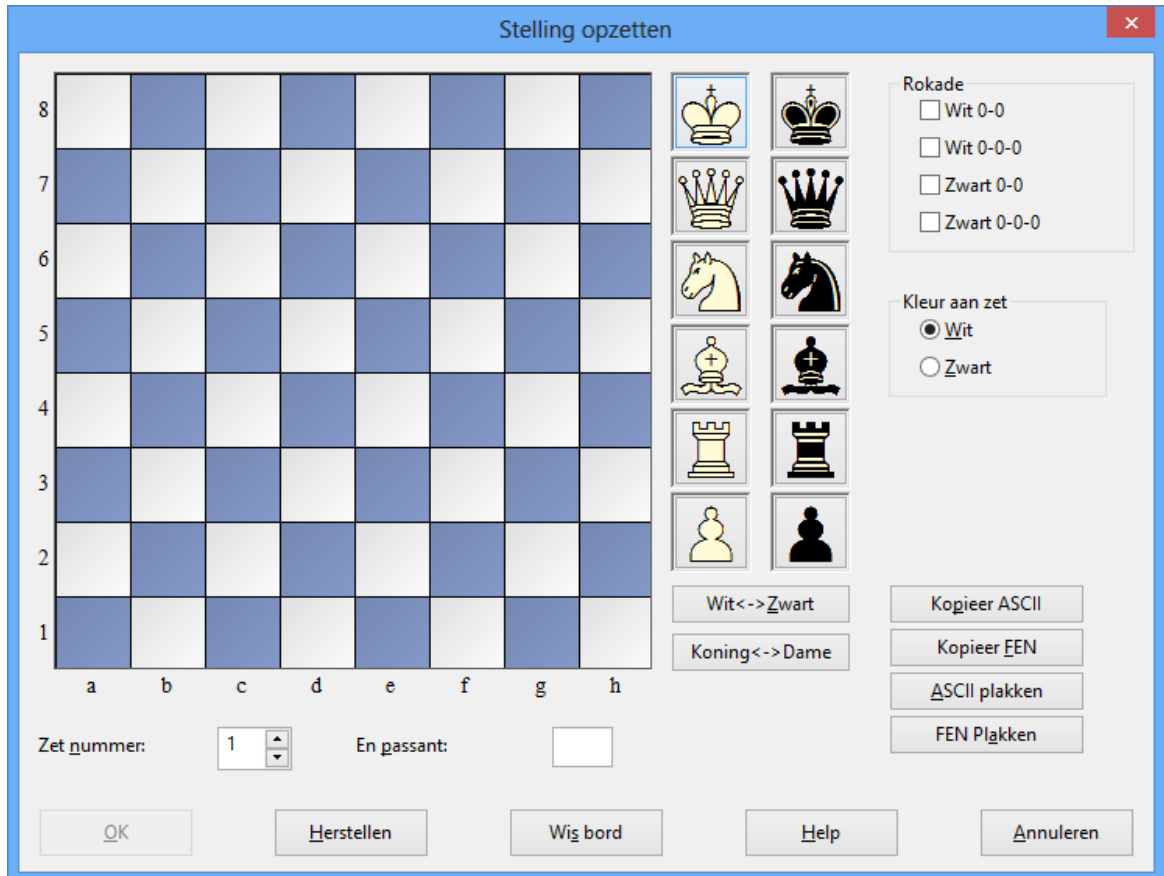 Stelling opzetten
8
7
6
5
4
3
2
1
a b c d e f g h
Rokade
Wit 0-0
Wit 0-0-0
Zwart 0-0
Zwart 0-0-0
Kleur aan zet
Wit
Zwart
Wit<->Zwart
Koning<->Dame
Kopieer ASCII
Kopieer FEN
ASCII plakken
FEN Plakken
Zet nummer: 1 En passant:
OK Herstellen Wis bord Help Annuleren